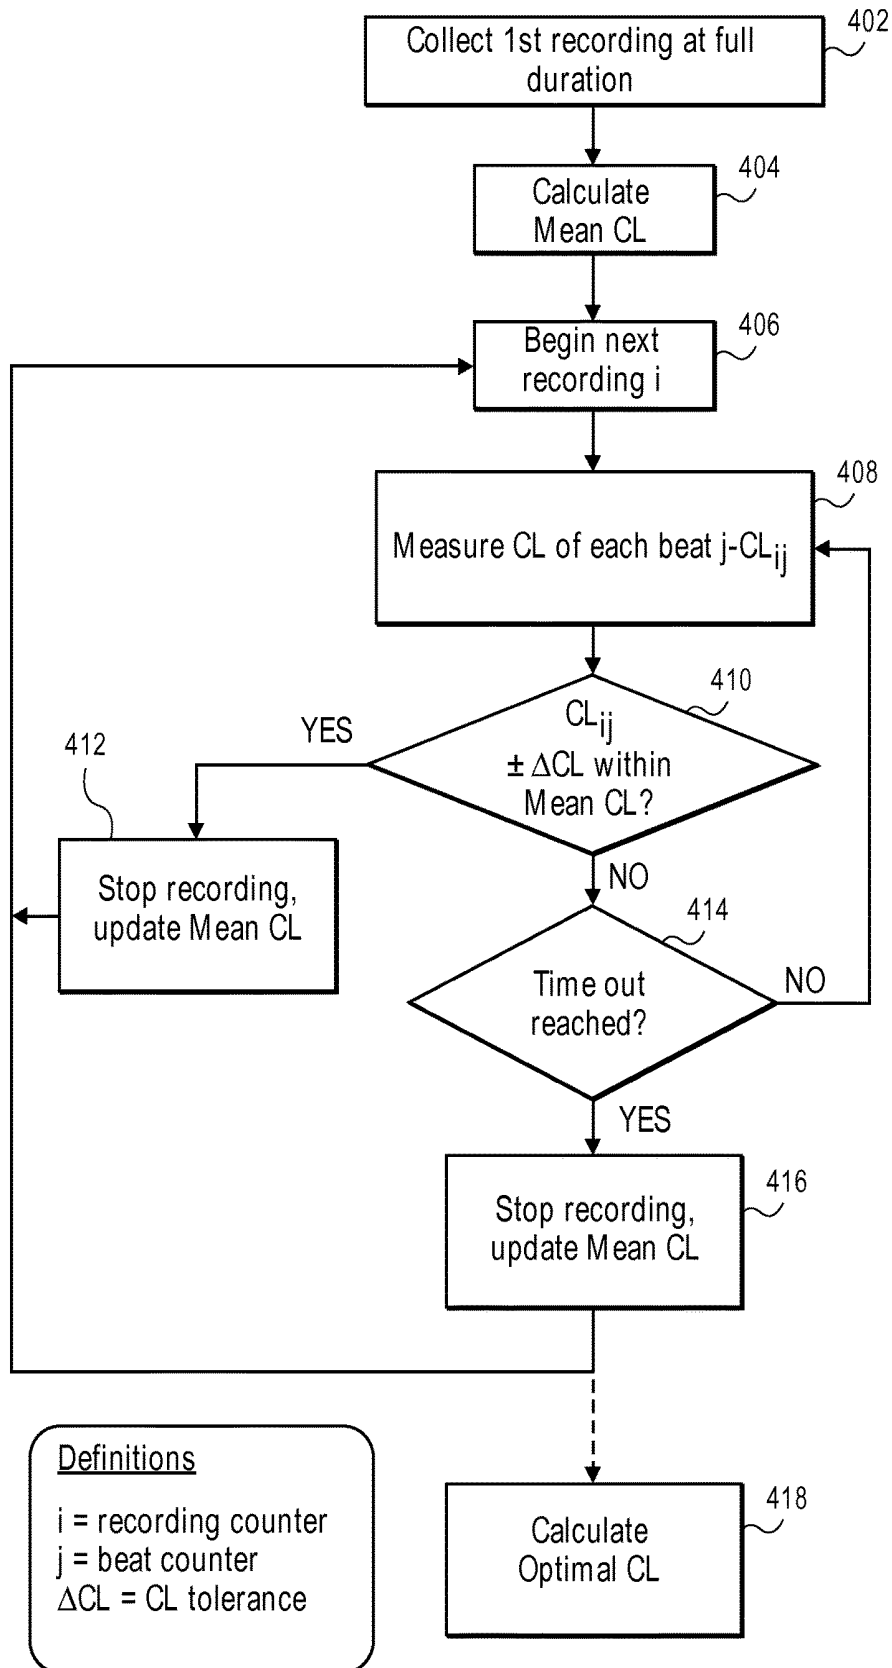 402
Collect 1st recording at full
duration
404
Calculate
Mean CL
406
Begin next
recording i
408
Measure CL of each beat j-CLij
410
CLij
± ΔCL within
Mean CL?
YES
412
Stop recording,
update Mean CL
NO
414
Time out
reached?
NO
YES
416
Stop recording,
update Mean CL
Definitions
i = recording counter
j = beat counter
ΔCL = CL tolerance
418
Calculate
Optimal CL